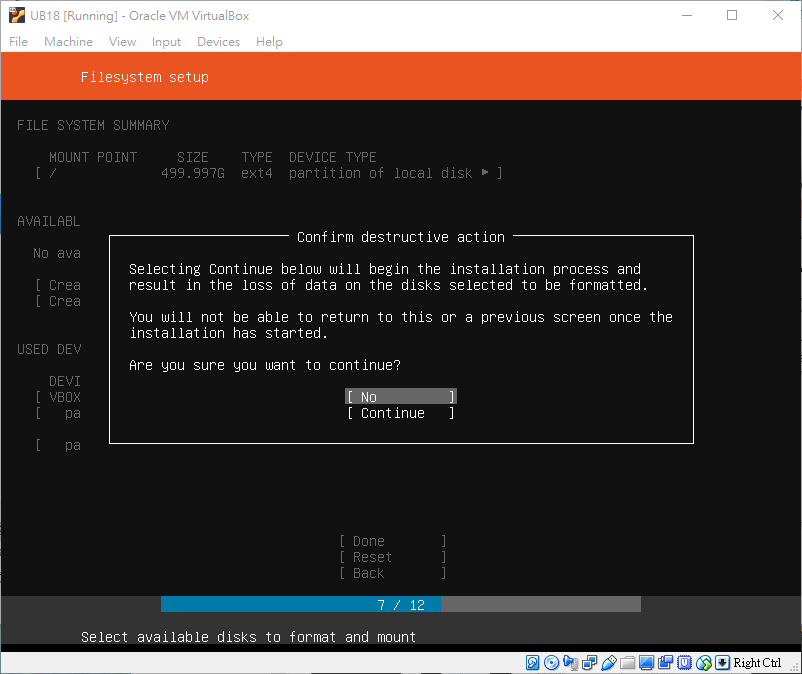 UB18 [Running] - Oracle VM VirtualBox
File Machine View Input Devices Help
Filesystem setup
FILE SYSTEM SUMMARY
MOUNT POINT SIZE TYPE DEVICE TYPE
[ / 499.997G ext4 partition of local disk ▸ ]
AVAILABL
No ava
[ Crea
[ Crea
USED DEV
DEVI
[ VBOX
[ pa
[ pa
Confirm destructive action
Selecting Continue below will begin the installation process and
result in the loss of data on the disks selected to be formatted.
You will not be able to return to this or a previous screen once the
installation has started.
Are you sure you want to continue?
[ No ]
[ Continue ]
[ Done ]
[ Reset ]
[ Back ]
7 / 12
Select available disks to format and mount
Right Ctrl